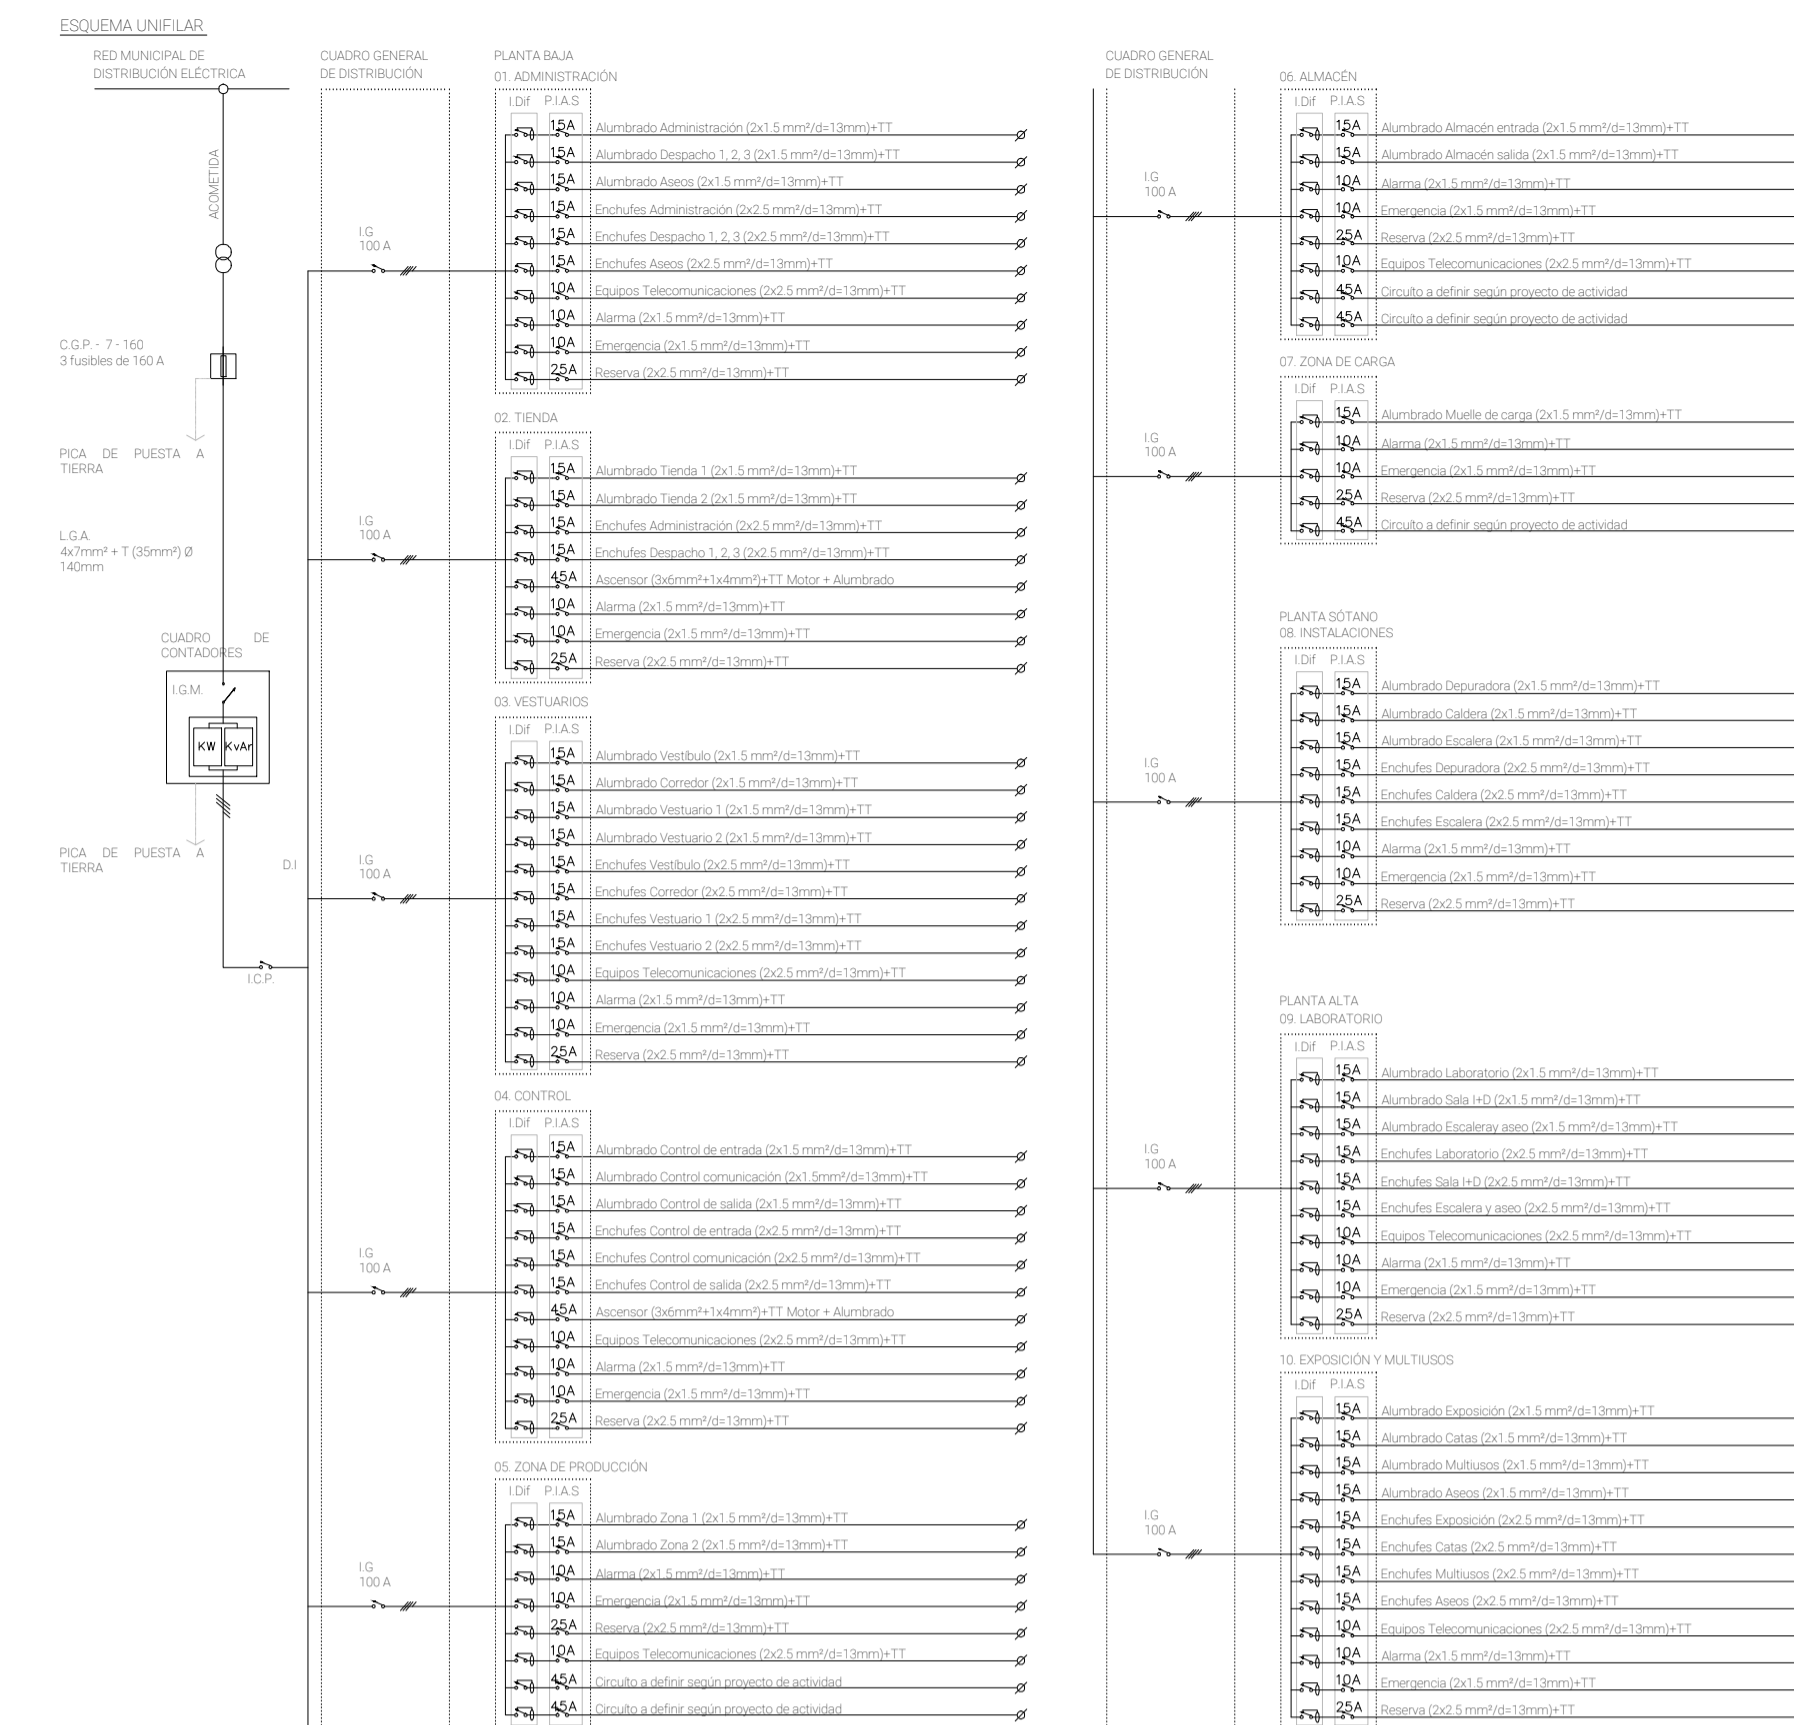 ESQUEMA UNIFILAR
RED MUNICIPAL DE
DISTRIBUCIÓN ELÉCTRICA
ACOMETIDA
C.G.P. - 7 - 160
3 fusibles de 160 A
PICA DE PUESTA A
TIERRA
L.G.A.
4x7mm² + T (35mm²) Ø
140mm
CUADRO DE
CONTADORES
I.G.M.
KW KvAr
PICA DE PUESTA A
TIERRA
D.I
I.C.P.
CUADRO GENERAL
DE DISTRIBUCIÓN
I.G
100 A
I.G
100 A
I.G
100 A
I.G
100 A
I.G
100 A
PLANTA BAJA
01. ADMINISTRACIÓN
I.Dif P.I.A.S
15A Alumbrado Administración (2x1.5 mm²/d=13mm)+TT
15A Alumbrado Despacho 1, 2, 3 (2x1.5 mm²/d=13mm)+TT
15A Alumbrado Aseos (2x1.5 mm²/d=13mm)+TT
15A Enchufes Administración (2x2.5 mm²/d=13mm)+TT
15A Enchufes Despacho 1, 2, 3 (2x2.5 mm²/d=13mm)+TT
15A Enchufes Aseos (2x2.5 mm²/d=13mm)+TT
10A Equipos Telecomunicaciones (2x2.5 mm²/d=13mm)+TT
10A Alarma (2x1.5 mm²/d=13mm)+TT
10A Emergencia (2x1.5 mm²/d=13mm)+TT
25A Reserva (2x2.5 mm²/d=13mm)+TT
02. TIENDA
I.Dif P.I.A.S
15A Alumbrado Tienda 1 (2x1.5 mm²/d=13mm)+TT
15A Alumbrado Tienda 2 (2x1.5 mm²/d=13mm)+TT
15A Enchufes Administración (2x2.5 mm²/d=13mm)+TT
15A Enchufes Despacho 1, 2, 3 (2x2.5 mm²/d=13mm)+TT
45A Ascensor (3x6mm²+1x4mm²)+TT Motor + Alumbrado
10A Alarma (2x1.5 mm²/d=13mm)+TT
10A Emergencia (2x1.5 mm²/d=13mm)+TT
25A Reserva (2x2.5 mm²/d=13mm)+TT
03. VESTUARIOS
I.Dif P.I.A.S
15A Alumbrado Vestíbulo (2x1.5 mm²/d=13mm)+TT
15A Alumbrado Corredor (2x1.5 mm²/d=13mm)+TT
15A Alumbrado Vestuario 1 (2x1.5 mm²/d=13mm)+TT
15A Alumbrado Vestuario 2 (2x1.5 mm²/d=13mm)+TT
15A Enchufes Vestíbulo (2x2.5 mm²/d=13mm)+TT
15A Enchufes Corredor (2x2.5 mm²/d=13mm)+TT
15A Enchufes Vestuario 1 (2x2.5 mm²/d=13mm)+TT
15A Enchufes Vestuario 2 (2x2.5 mm²/d=13mm)+TT
10A Equipos Telecomunicaciones (2x2.5 mm²/d=13mm)+TT
10A Alarma (2x1.5 mm²/d=13mm)+TT
10A Emergencia (2x1.5 mm²/d=13mm)+TT
25A Reserva (2x2.5 mm²/d=13mm)+TT
04. CONTROL
I.Dif P.I.A.S
15A Alumbrado Control de entrada (2x1.5 mm²/d=13mm)+TT
15A Alumbrado Control comunicación (2x1.5mm²/d=13mm)+TT
15A Alumbrado Control de salida (2x1.5 mm²/d=13mm)+TT
15A Enchufes Control de entrada (2x2.5 mm²/d=13mm)+TT
15A Enchufes Control comunicación (2x2.5 mm²/d=13mm)+TT
15A Enchufes Control de salida (2x2.5 mm²/d=13mm)+TT
45A Ascensor (3x6mm²+1x4mm²)+TT Motor + Alumbrado
10A Equipos Telecomunicaciones (2x2.5 mm²/d=13mm)+TT
10A Alarma (2x1.5 mm²/d=13mm)+TT
10A Emergencia (2x1.5 mm²/d=13mm)+TT
25A Reserva (2x2.5 mm²/d=13mm)+TT
05. ZONA DE PRODUCCIÓN
I.Dif P.I.A.S
15A Alumbrado Zona 1 (2x1.5 mm²/d=13mm)+TT
15A Alumbrado Zona 2 (2x1.5 mm²/d=13mm)+TT
10A Alarma (2x1.5 mm²/d=13mm)+TT
10A Emergencia (2x1.5 mm²/d=13mm)+TT
25A Reserva (2x2.5 mm²/d=13mm)+TT
10A Equipos Telecomunicaciones (2x2.5 mm²/d=13mm)+TT
45A Circuíto a definir según proyecto de actividad
45A Circuíto a definir según proyecto de actividad
CUADRO GENERAL
DE DISTRIBUCIÓN
I.G
100 A
I.G
100 A
I.G
100 A
I.G
100 A
I.G
100 A
06. ALMACÉN
I.Dif P.I.A.S
15A Alumbrado Almacén entrada (2x1.5 mm²/d=13mm)+TT
15A Alumbrado Almacén salida (2x1.5 mm²/d=13mm)+TT
10A Alarma (2x1.5 mm²/d=13mm)+TT
10A Emergencia (2x1.5 mm²/d=13mm)+TT
25A Reserva (2x2.5 mm²/d=13mm)+TT
10A Equipos Telecomunicaciones (2x2.5 mm²/d=13mm)+TT
45A Circuíto a definir según proyecto de actividad
45A Circuíto a definir según proyecto de actividad
07. ZONA DE CARGA
I.Dif P.I.A.S
15A Alumbrado Muelle de carga (2x1.5 mm²/d=13mm)+TT
10A Alarma (2x1.5 mm²/d=13mm)+TT
10A Emergencia (2x1.5 mm²/d=13mm)+TT
25A Reserva (2x2.5 mm²/d=13mm)+TT
45A Circuíto a definir según proyecto de actividad
PLANTA SÓTANO
08. INSTALACIONES
I.Dif P.I.A.S
15A Alumbrado Depuradora (2x1.5 mm²/d=13mm)+TT
15A Alumbrado Caldera (2x1.5 mm²/d=13mm)+TT
15A Alumbrado Escalera (2x1.5 mm²/d=13mm)+TT
15A Enchufes Depuradora (2x2.5 mm²/d=13mm)+TT
15A Enchufes Caldera (2x2.5 mm²/d=13mm)+TT
15A Enchufes Escalera (2x2.5 mm²/d=13mm)+TT
10A Alarma (2x1.5 mm²/d=13mm)+TT
10A Emergencia (2x1.5 mm²/d=13mm)+TT
25A Reserva (2x2.5 mm²/d=13mm)+TT
PLANTA ALTA
09. LABORATORIO
I.Dif P.I.A.S
15A Alumbrado Laboratorio (2x1.5 mm²/d=13mm)+TT
15A Alumbrado Sala I+D (2x1.5 mm²/d=13mm)+TT
15A Alumbrado Escaleray aseo (2x1.5 mm²/d=13mm)+TT
15A Enchufes Laboratorio (2x2.5 mm²/d=13mm)+TT
15A Enchufes Sala I+D (2x2.5 mm²/d=13mm)+TT
15A Enchufes Escalera y aseo (2x2.5 mm²/d=13mm)+TT
10A Equipos Telecomunicaciones (2x2.5 mm²/d=13mm)+TT
10A Alarma (2x1.5 mm²/d=13mm)+TT
10A Emergencia (2x1.5 mm²/d=13mm)+TT
25A Reserva (2x2.5 mm²/d=13mm)+TT
10. EXPOSICIÓN Y MULTIUSOS
I.Dif P.I.A.S
15A Alumbrado Exposición (2x1.5 mm²/d=13mm)+TT
15A Alumbrado Catas (2x1.5 mm²/d=13mm)+TT
15A Alumbrado Multiusos (2x1.5 mm²/d=13mm)+TT
15A Alumbrado Aseos (2x1.5 mm²/d=13mm)+TT
15A Enchufes Exposición (2x2.5 mm²/d=13mm)+TT
15A Enchufes Catas (2x2.5 mm²/d=13mm)+TT
15A Enchufes Multiusos (2x2.5 mm²/d=13mm)+TT
15A Enchufes Aseos (2x2.5 mm²/d=13mm)+TT
10A Equipos Telecomunicaciones (2x2.5 mm²/d=13mm)+TT
10A Alarma (2x1.5 mm²/d=13mm)+TT
10A Emergencia (2x1.5 mm²/d=13mm)+TT
25A Reserva (2x2.5 mm²/d=13mm)+TT